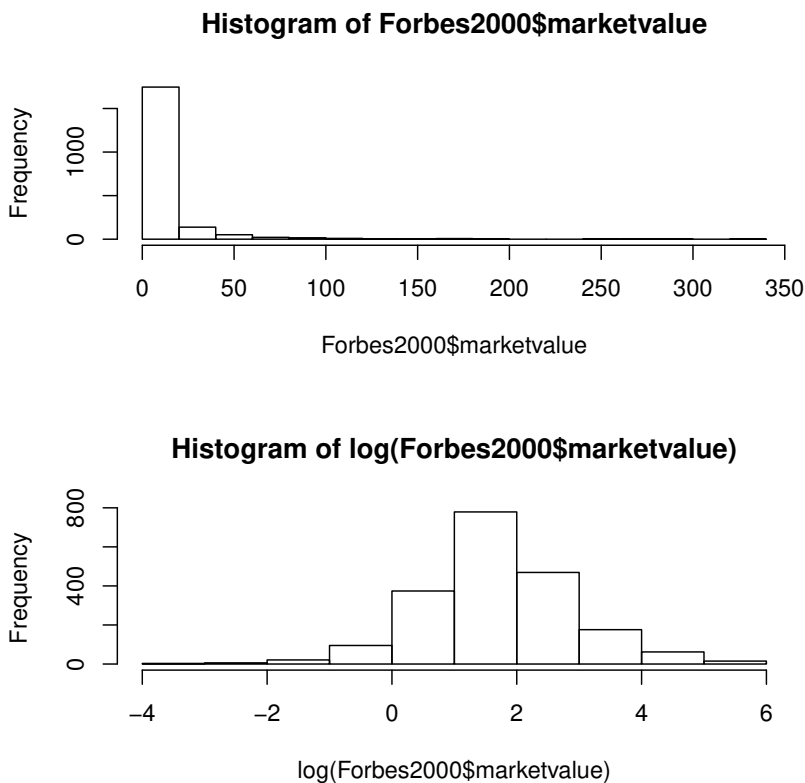 Histogram of Forbes2000$marketvalue
Frequency
1000
0
0 50 100 150 200 250 300 350
Forbes2000$marketvalue
Histogram of log(Forbes2000$marketvalue)
Frequency
800
400
0
−4 −2 0 2 4 6
log(Forbes2000$marketvalue)